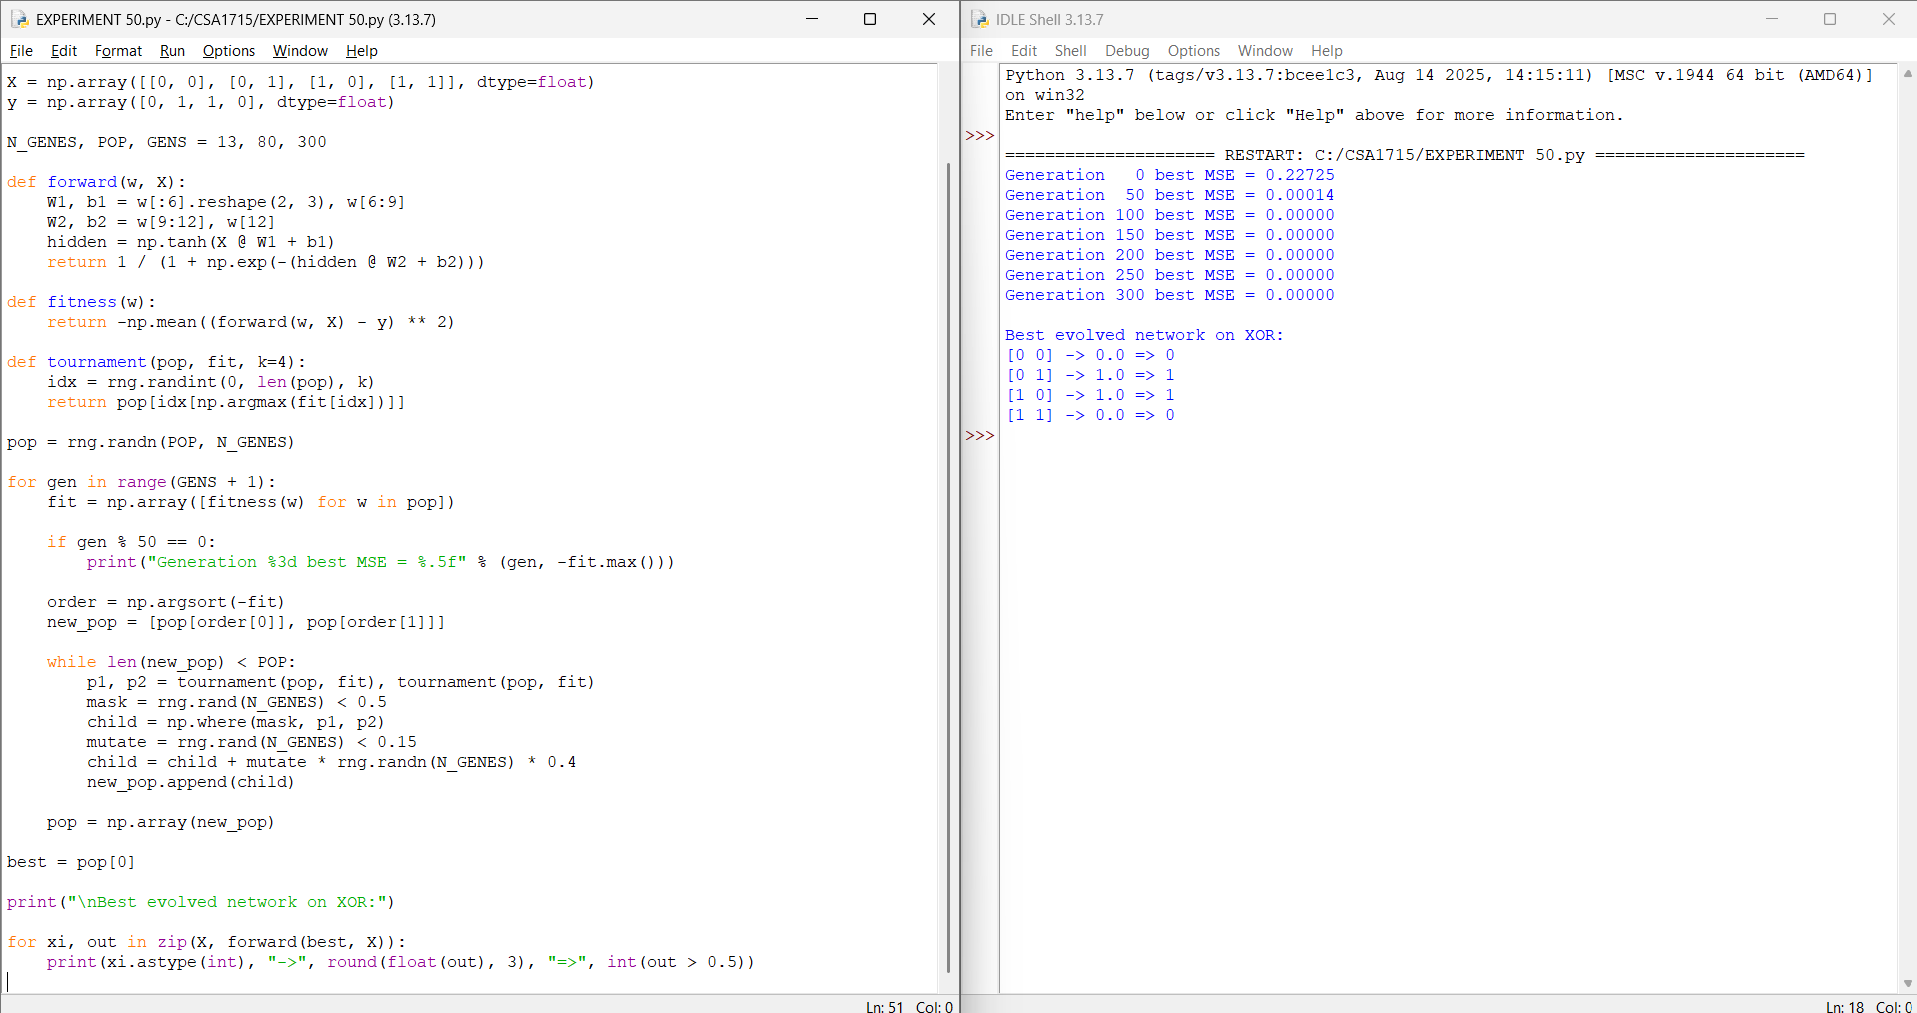 EXPERIMENT 50.py - C:/CSA1715/EXPERIMENT 50.py (3.13.7)
File Edit Format Run Options Window Help
X = np.array([[0, 0], [0, 1], [1, 0], [1, 1]], dtype=float)
y = np.array([0, 1, 1, 0], dtype=float)

N_GENES, POP, GENS = 13, 80, 300

def forward(w, X):
    W1, b1 = w[:6].reshape(2, 3), w[6:9]
    W2, b2 = w[9:12], w[12]
    hidden = np.tanh(X @ W1 + b1)
    return 1 / (1 + np.exp(-(hidden @ W2 + b2)))

def fitness(w):
    return -np.mean((forward(w, X) - y) ** 2)

def tournament(pop, fit, k=4):
    idx = rng.randint(0, len(pop), k)
    return pop[idx[np.argmax(fit[idx])]]

pop = rng.randn(POP, N_GENES)

for gen in range(GENS + 1):
    fit = np.array([fitness(w) for w in pop])

    if gen % 50 == 0:
        print("Generation %3d best MSE = %.5f" % (gen, -fit.max()))

    order = np.argsort(-fit)
    new_pop = [pop[order[0]], pop[order[1]]]

    while len(new_pop) < POP:
        p1, p2 = tournament(pop, fit), tournament(pop, fit)
        mask = rng.rand(N_GENES) < 0.5
        child = np.where(mask, p1, p2)
        mutate = rng.rand(N_GENES) < 0.15
        child = child + mutate * rng.randn(N_GENES) * 0.4
        new_pop.append(child)

    pop = np.array(new_pop)

best = pop[0]

print("\nBest evolved network on XOR:")

for xi, out in zip(X, forward(best, X)):
    print(xi.astype(int), "->", round(float(out), 3), "=>", int(out > 0.5))
Ln: 51 Col: 0
IDLE Shell 3.13.7
File Edit Shell Debug Options Window Help
Python 3.13.7 (tags/v3.13.7:bcee1c3, Aug 14 2025, 14:15:11) [MSC v.1944 64 bit (AMD64)]
on win32
Enter "help" below or click "Help" above for more information.
>>>
===================== RESTART: C:/CSA1715/EXPERIMENT 50.py =====================
Generation   0 best MSE = 0.22725
Generation  50 best MSE = 0.00014
Generation 100 best MSE = 0.00000
Generation 150 best MSE = 0.00000
Generation 200 best MSE = 0.00000
Generation 250 best MSE = 0.00000
Generation 300 best MSE = 0.00000

Best evolved network on XOR:
[0 0] -> 0.0 => 0
[0 1] -> 1.0 => 1
[1 0] -> 1.0 => 1
[1 1] -> 0.0 => 0
>>>
Ln: 18 Col: 0